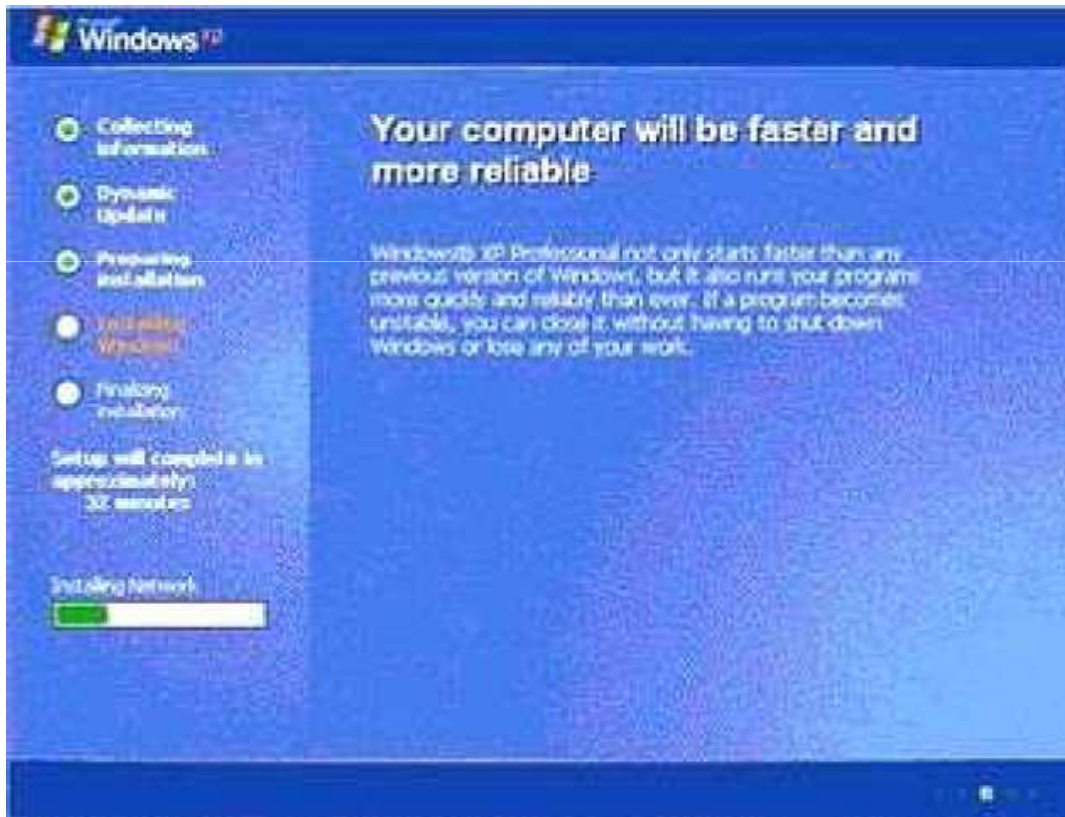 Windows xp
Collecting
information
Dynamic
Update
Preparing
installation
Installing
Windows
Finalizing
installation
Setup will complete in
approximately:
32 minutes
Installing Network
Your computer will be faster and
more reliable
Windows® XP Professional not only starts faster than any
previous version of Windows, but it also runs your programs
more quickly and reliably than ever. If a program becomes
unstable, you can close it without having to shut down
Windows or lose any of your work.